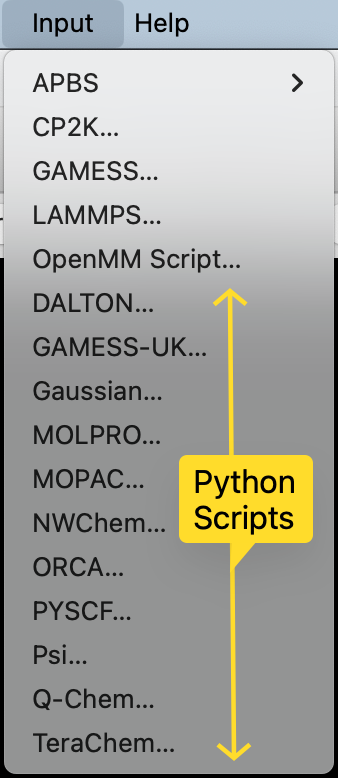 Input Help
APBS
CP2K...
GAMESS...
LAMMPS...
OpenMM Script...
DALTON...
GAMESS-UK...
Gaussian...
MOLPRO...
MOPAC...
Python
Scripts
NWChem...
ORCA...
PYSCF...
Psi...
Q-Chem...
TeraChem...